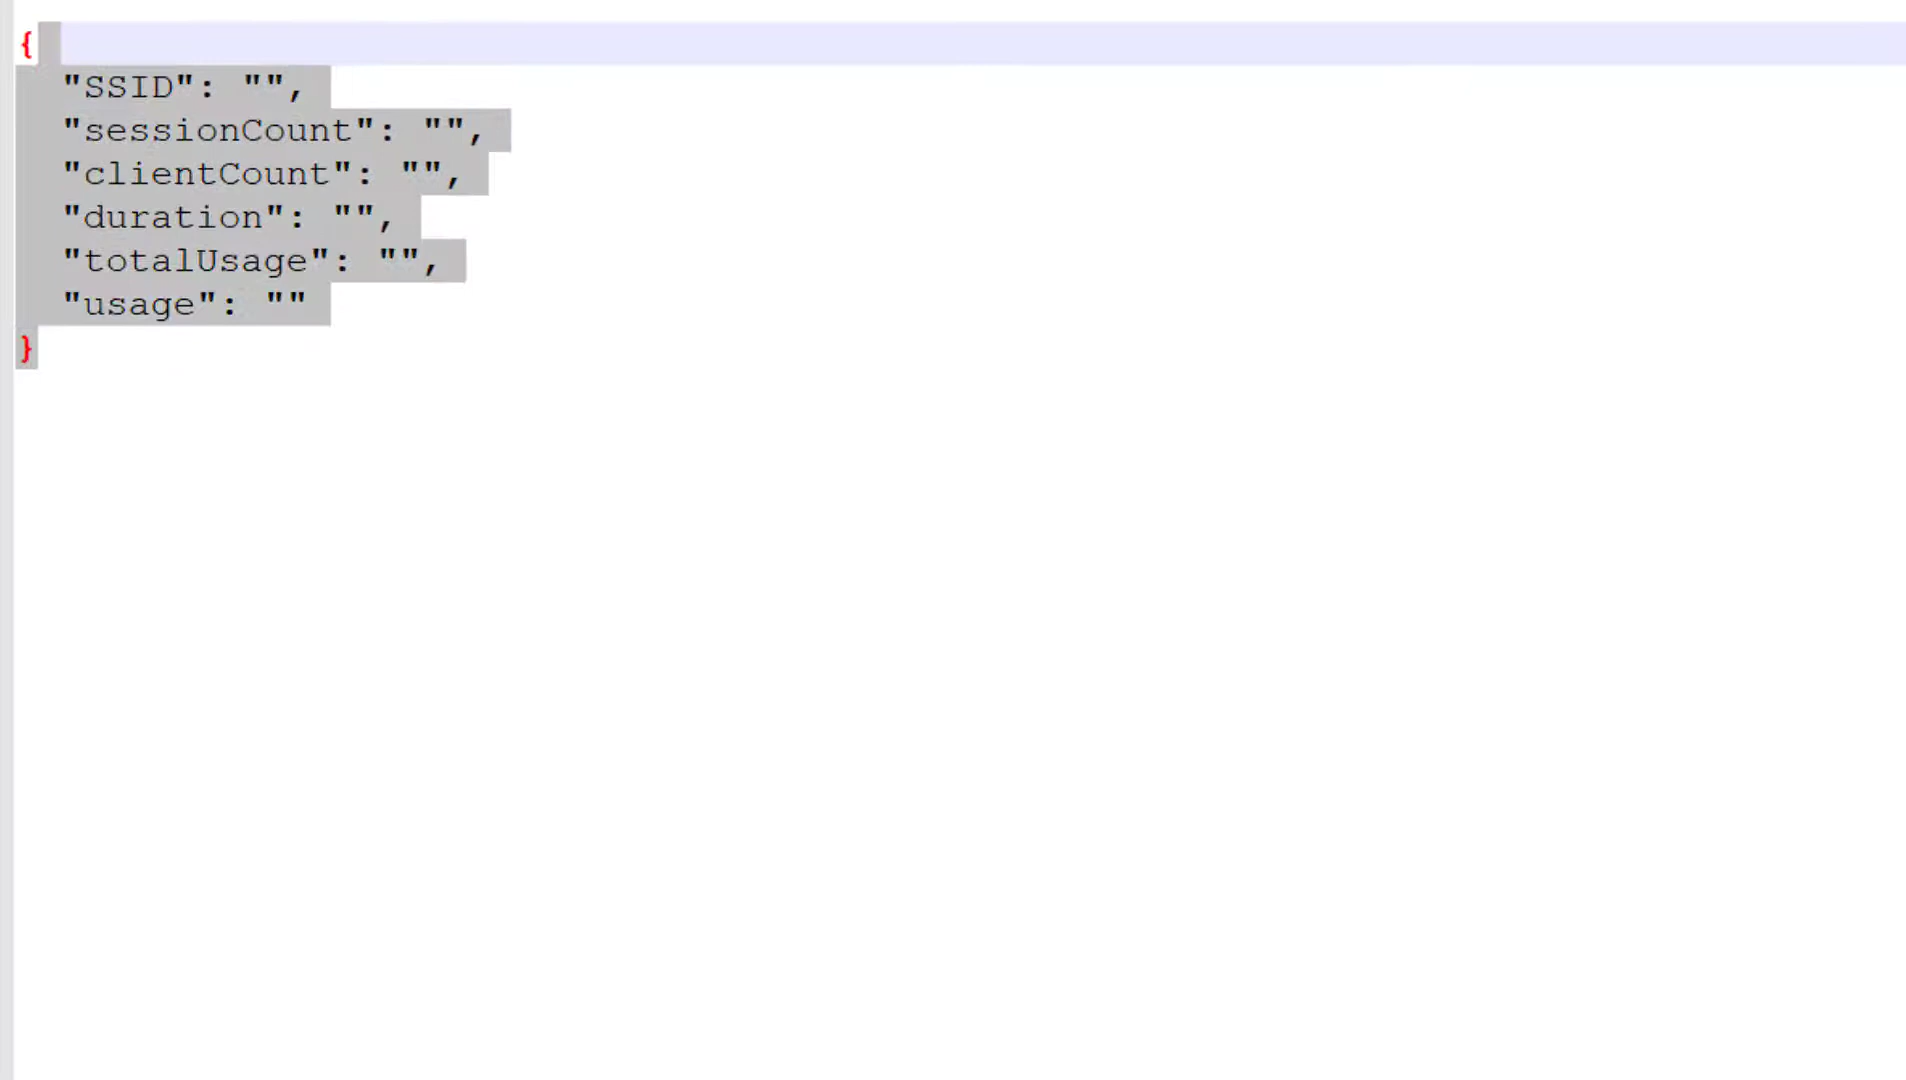 {
"SSID": "",
"sessionCount": "",
"clientCount": "",
"duration": "",
"totalUsage": "",
"usage": ""
}